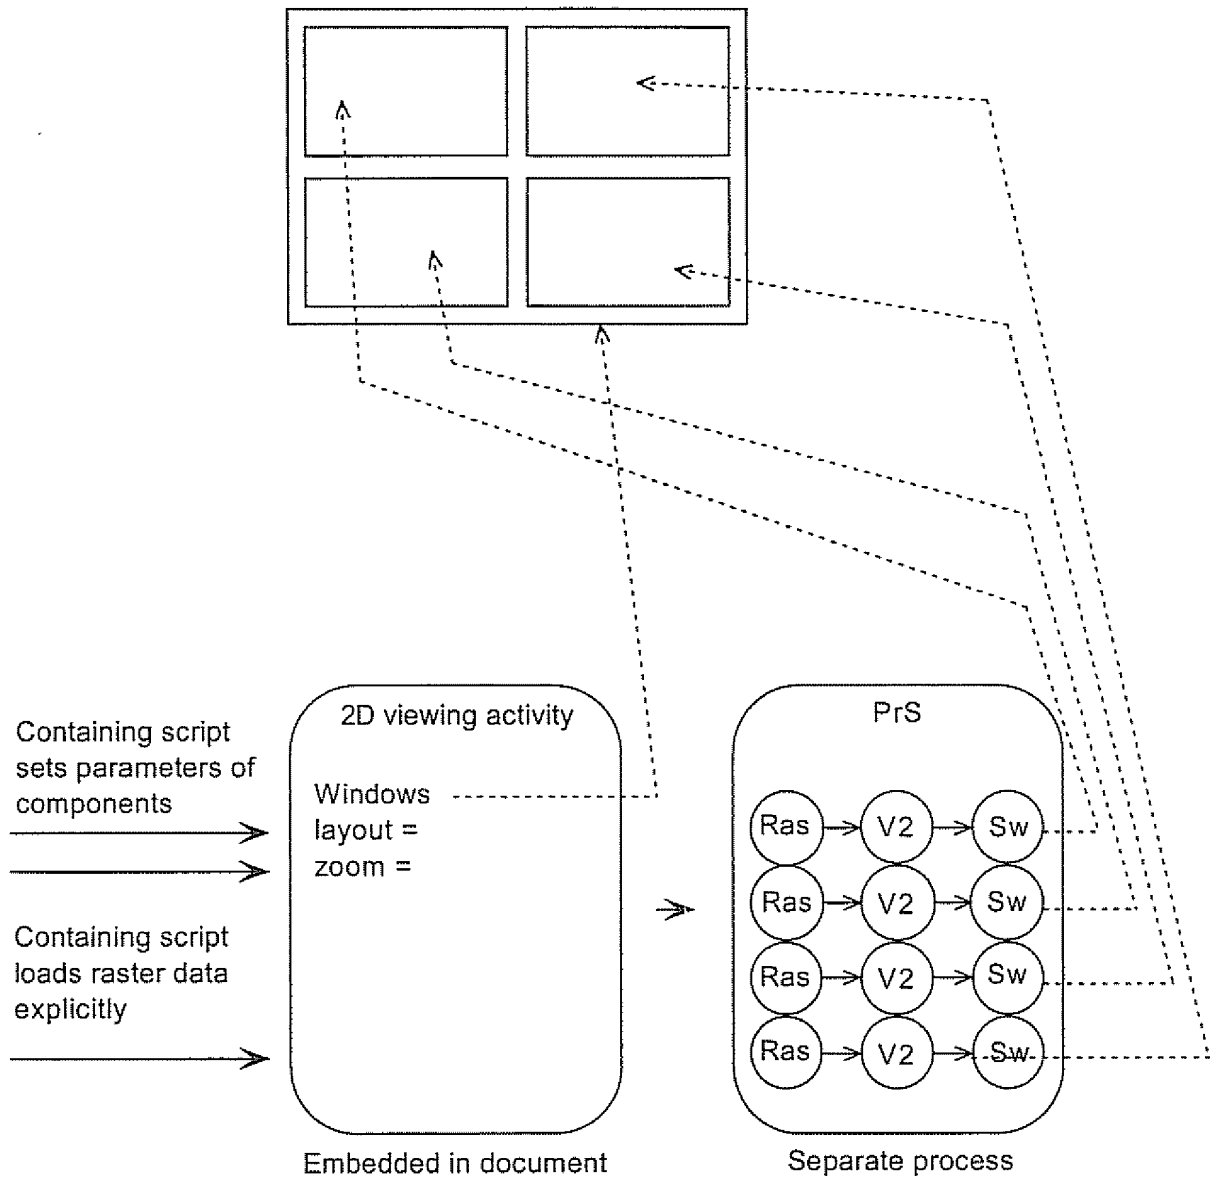 2D viewing activity
PrS
Containing script
sets parameters of
components
Windows
layout =
zoom =
Containing script
loads raster data
explicitly
Ras V2 Sw
Ras V2 Sw
Ras V2 Sw
Ras V2 Sw
Embedded in document
Separate process